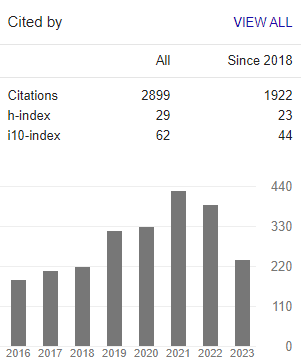 Cited by VIEW ALL
All Since 2018
Citations 2899 1922
h-index 29 23
i10-index 62 44
440
330
220
110
0
2016 2017 2018 2019 2020 2021 2022 2023